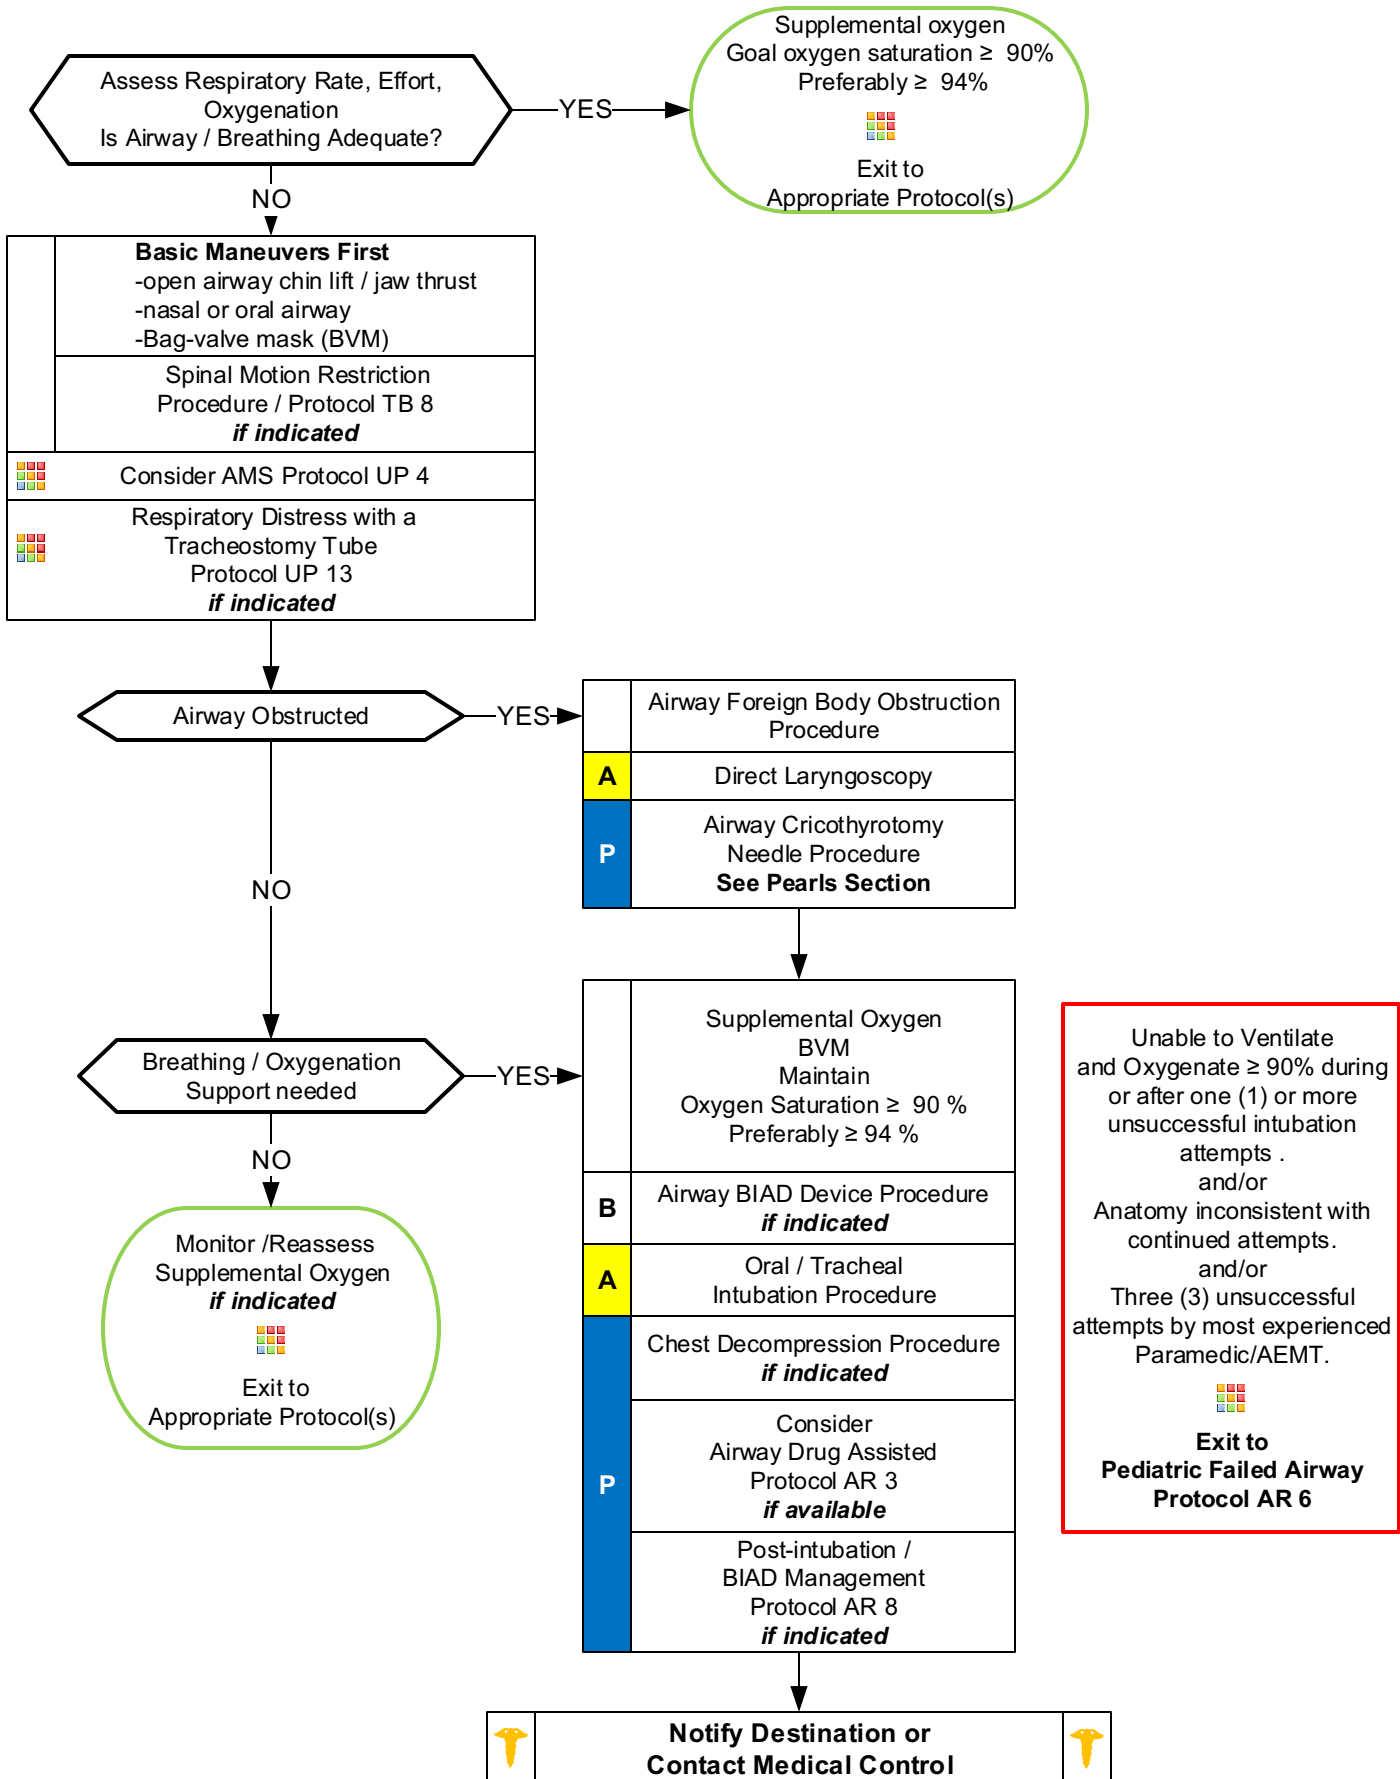 Assess Respiratory Rate, Effort,
Oxygenation
Is Airway / Breathing Adequate?
YES
Supplemental oxygen
Goal oxygen saturation ≥ 90%
Preferably ≥ 94%
Exit to
Appropriate Protocol(s)
NO
Basic Maneuvers First
-open airway chin lift / jaw thrust
-nasal or oral airway
-Bag-valve mask (BVM)
Spinal Motion Restriction
Procedure / Protocol TB 8
if indicated
Consider AMS Protocol UP 4
Respiratory Distress with a
Tracheostomy Tube
Protocol UP 13
if indicated
Airway Obstructed
YES
Airway Foreign Body Obstruction
Procedure
A
Direct Laryngoscopy
P
Airway Cricothyrotomy
Needle Procedure
See Pearls Section
NO
Breathing / Oxygenation
Support needed
YES
Supplemental Oxygen
BVM
Maintain
Oxygen Saturation ≥ 90 %
Preferably ≥ 94 %
B
Airway BIAD Device Procedure
if indicated
A
Oral / Tracheal
Intubation Procedure
P
Chest Decompression Procedure
if indicated
Consider
Airway Drug Assisted
Protocol AR 3
if available
Post-intubation /
BIAD Management
Protocol AR 8
if indicated
NO
Monitor /Reassess
Supplemental Oxygen
if indicated
Exit to
Appropriate Protocol(s)
Unable to Ventilate
and Oxygenate ≥ 90% during
or after one (1) or more
unsuccessful intubation
attempts .
and/or
Anatomy inconsistent with
continued attempts.
and/or
Three (3) unsuccessful
attempts by most experienced
Paramedic/AEMT.
Exit to
Pediatric Failed Airway
Protocol AR 6
Notify Destination or
Contact Medical Control